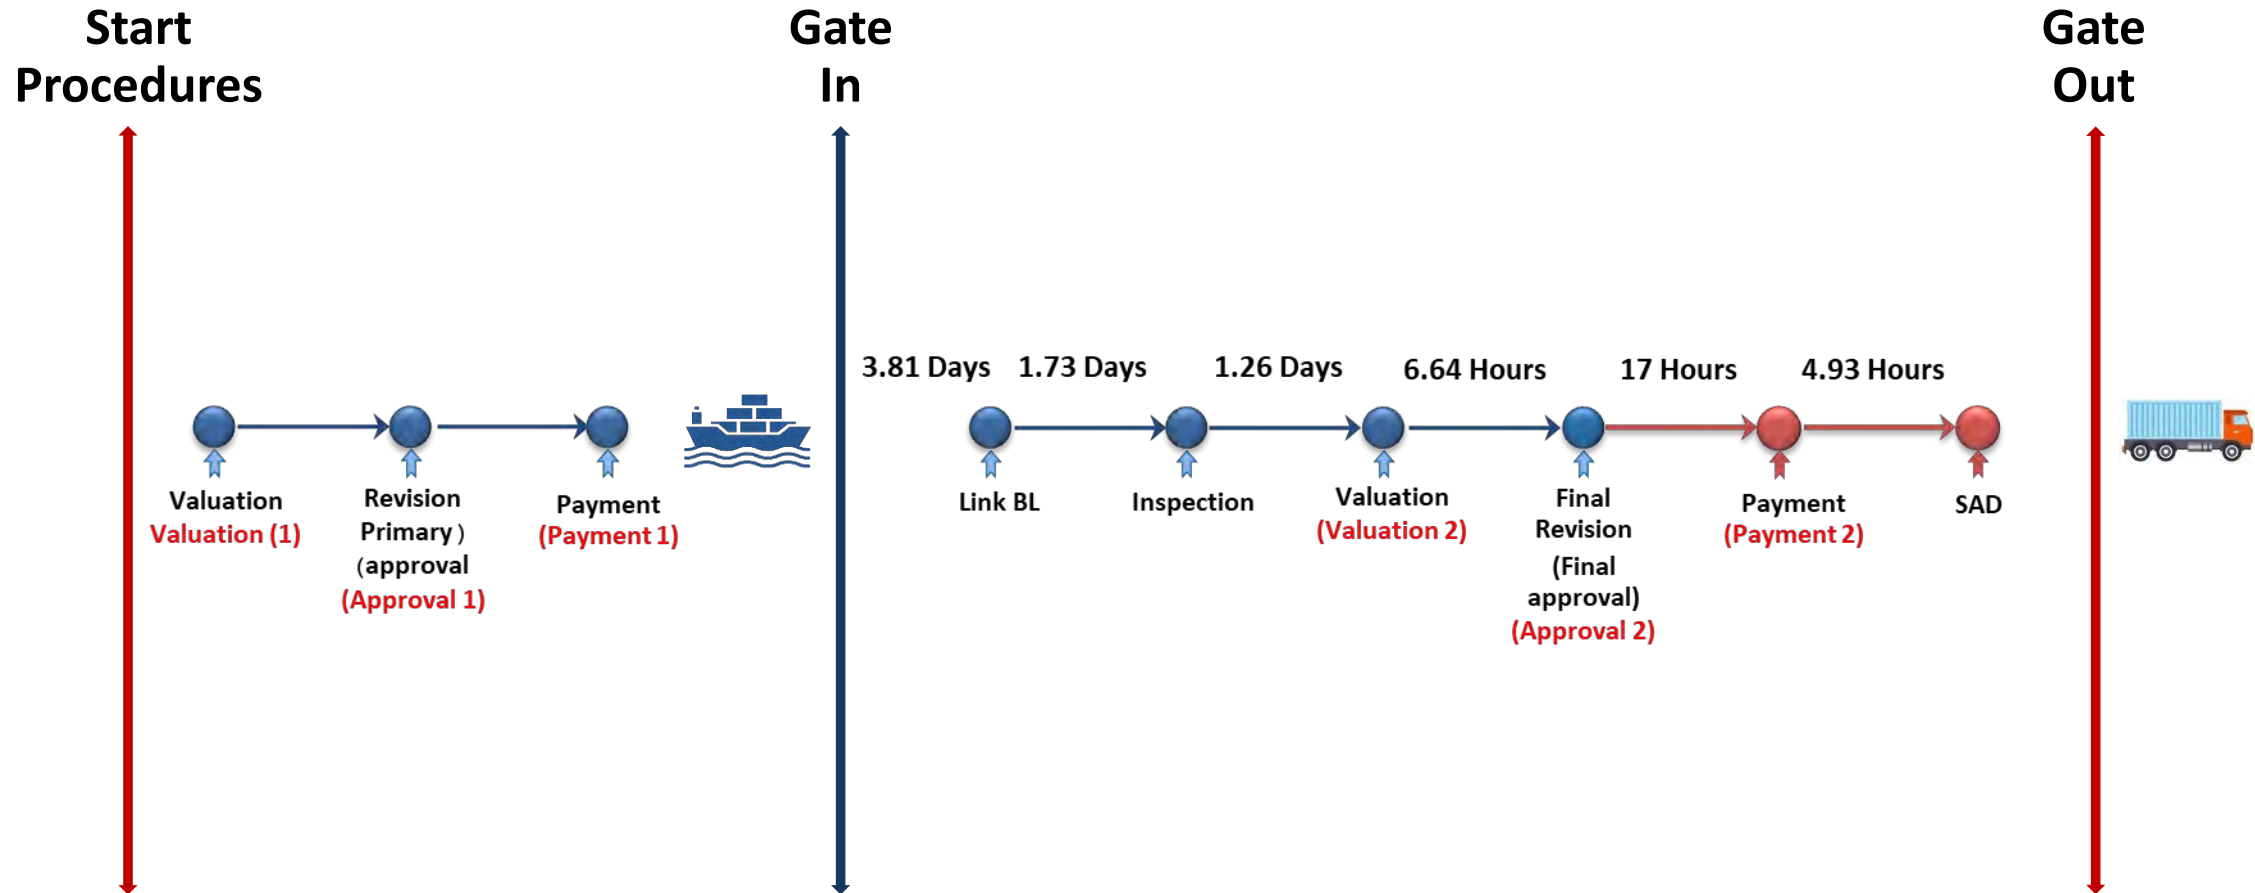 Start
Procedures
Gate
In
Gate
Out
3.81 Days
1.73 Days
1.26 Days
6.64 Hours
17 Hours
4.93 Hours
Valuation
Valuation (1)
Revision
Primary )
(approval
(Approval 1)
Payment
(Payment 1)
Link BL
Inspection
Valuation
(Valuation 2)
Final
Revision
(Final
approval)
(Approval 2)
Payment
(Payment 2)
SAD